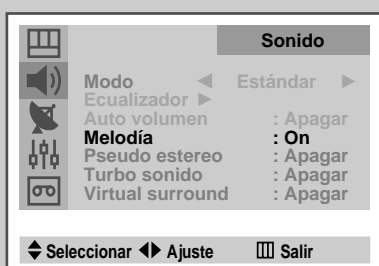 Sonido
Modo ◀ Estándar ▶
Ecualizador ▶
Auto volumen : Apagar
Melodía : On
Pseudo estereo : Apagar
Turbo sonido : Apagar
Virtual surround : Apagar
Seleccionar Ajuste Salir